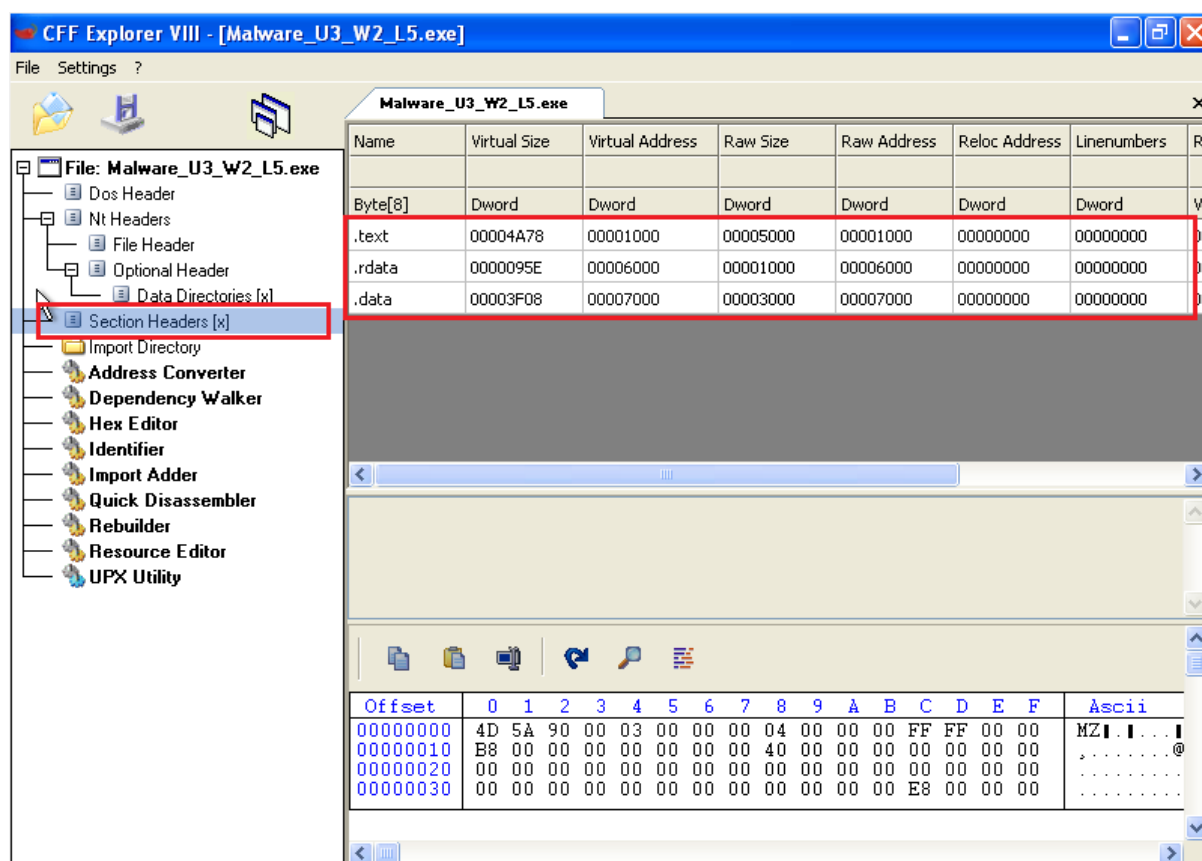 CFF Explorer VIII - [Malware_U3_W2_L5.exe]
File Settings ?
Malware_U3_W2_L5.exe
File: Malware_U3_W2_L5.exe
Dos Header
Nt Headers
File Header
Optional Header
Data Directories [x]
Section Headers [x]
Import Directory
Address Converter
Dependency Walker
Hex Editor
Identifier
Import Adder
Quick Disassembler
Rebuilder
Resource Editor
UPX Utility
Name Virtual Size Virtual Address Raw Size Raw Address Reloc Address Linenumbers
Byte[8] Dword Dword Dword Dword Dword Dword
.text 00004A78 00001000 00005000 00001000 00000000 00000000
.rdata 0000095E 00006000 00001000 00006000 00000000 00000000
.data 00003F08 00007000 00003000 00007000 00000000 00000000
Offset 0 1 2 3 4 5 6 7 8 9 A B C D E F Ascii
00000000 4D 5A 90 00 03 00 00 00 04 00 00 00 FF FF 00 00 MZ▮.▮...▮
00000010 B8 00 00 00 00 00 00 00 40 00 00 00 00 00 00 00 ¸.......@
00000020 00 00 00 00 00 00 00 00 00 00 00 00 00 00 00 00 .........
00000030 00 00 00 00 00 00 00 00 00 00 00 00 E8 00 00 00 .........